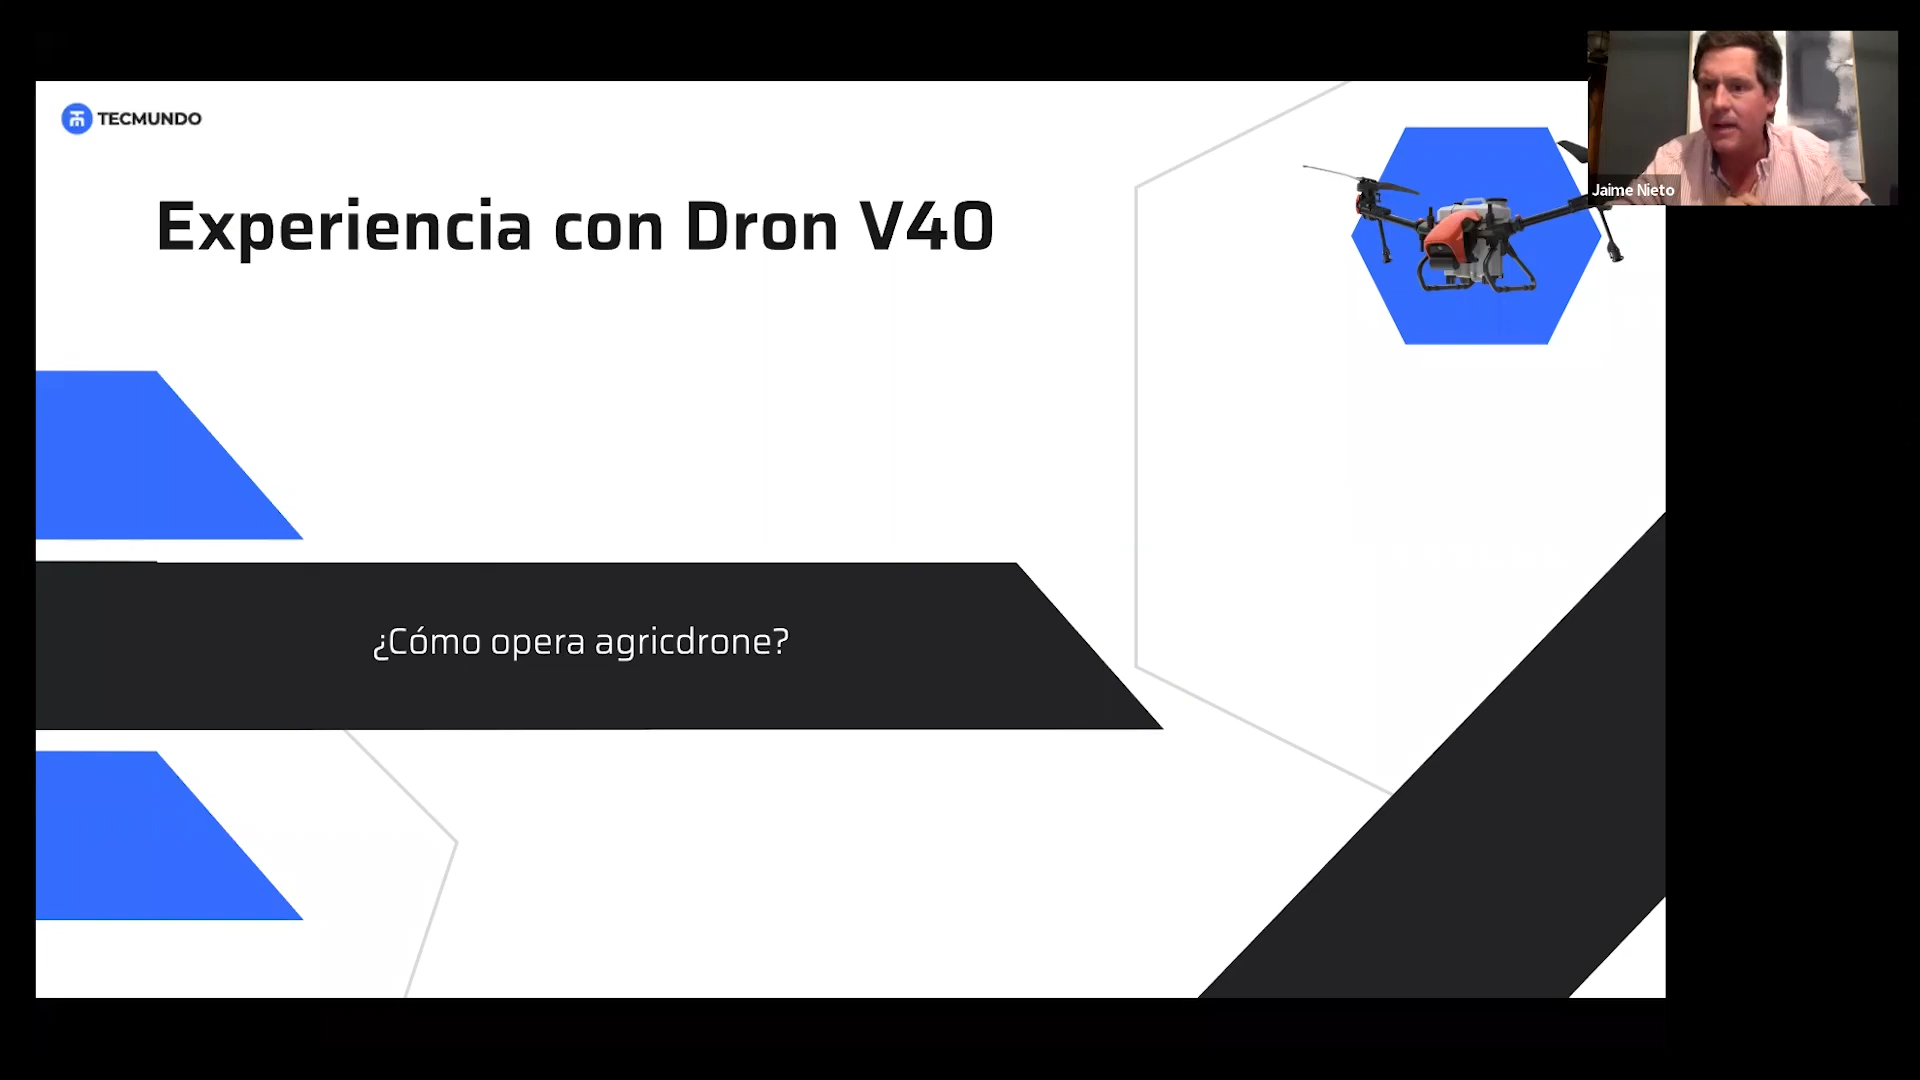 TECMUNDO
Jaime Nieto
Experiencia con Dron V40
¿Cómo opera agricdrone?